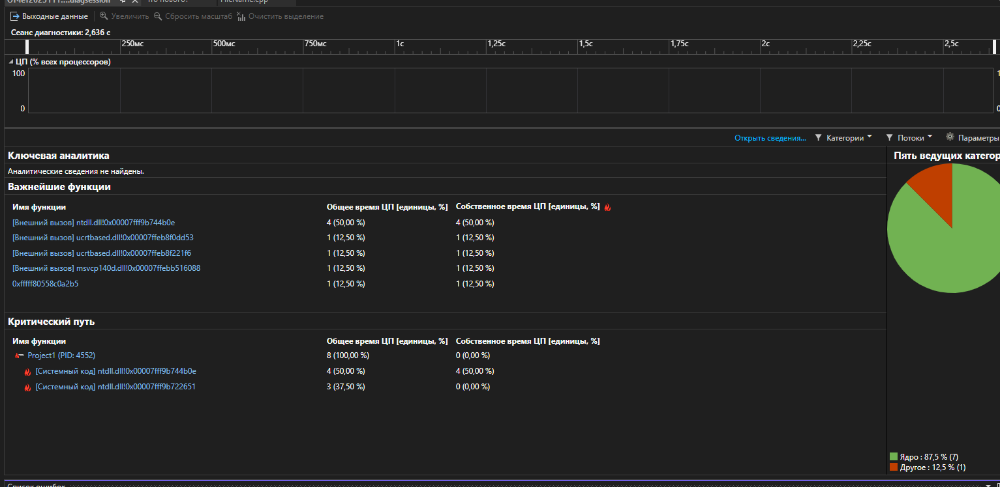 Выходные данные Увеличить Сбросить масштаб Очистить выделение
Сеанс диагностики: 2,636 с
250мс 500мс 750мс 1с 1,25с 1,5с 1,75с 2с 2,25с 2,5с
ЦП (% всех процессоров)
100
0
Открыть сведения... Категории Потоки Параметры
Ключевая аналитика
Аналитические сведения не найдены.
Важнейшие функции
Имя функции Общее время ЦП [единицы, %] Собственное время ЦП [единицы, %]
[Внешний вызов] ntdll.dll!0x00007fff9b744b0e 4 (50,00 %) 4 (50,00 %)
[Внешний вызов] ucrtbased.dll!0x00007ffeb8f0dd53 1 (12,50 %) 1 (12,50 %)
[Внешний вызов] ucrtbased.dll!0x00007ffeb8f221f6 1 (12,50 %) 1 (12,50 %)
[Внешний вызов] msvcp140d.dll!0x00007ffebb516088 1 (12,50 %) 1 (12,50 %)
0xfffff80558c0a2b5 1 (12,50 %) 1 (12,50 %)
Критический путь
Имя функции Общее время ЦП [единицы, %] Собственное время ЦП [единицы, %]
Project1 (PID: 4552) 8 (100,00 %) 0 (0,00 %)
[Системный код] ntdll.dll!0x00007fff9b744b0e 4 (50,00 %) 4 (50,00 %)
[Системный код] ntdll.dll!0x00007fff9b722651 3 (37,50 %) 0 (0,00 %)
Пять ведущих категор
Ядро : 87,5 % (7)
Другое : 12,5 % (1)
Список ошибок